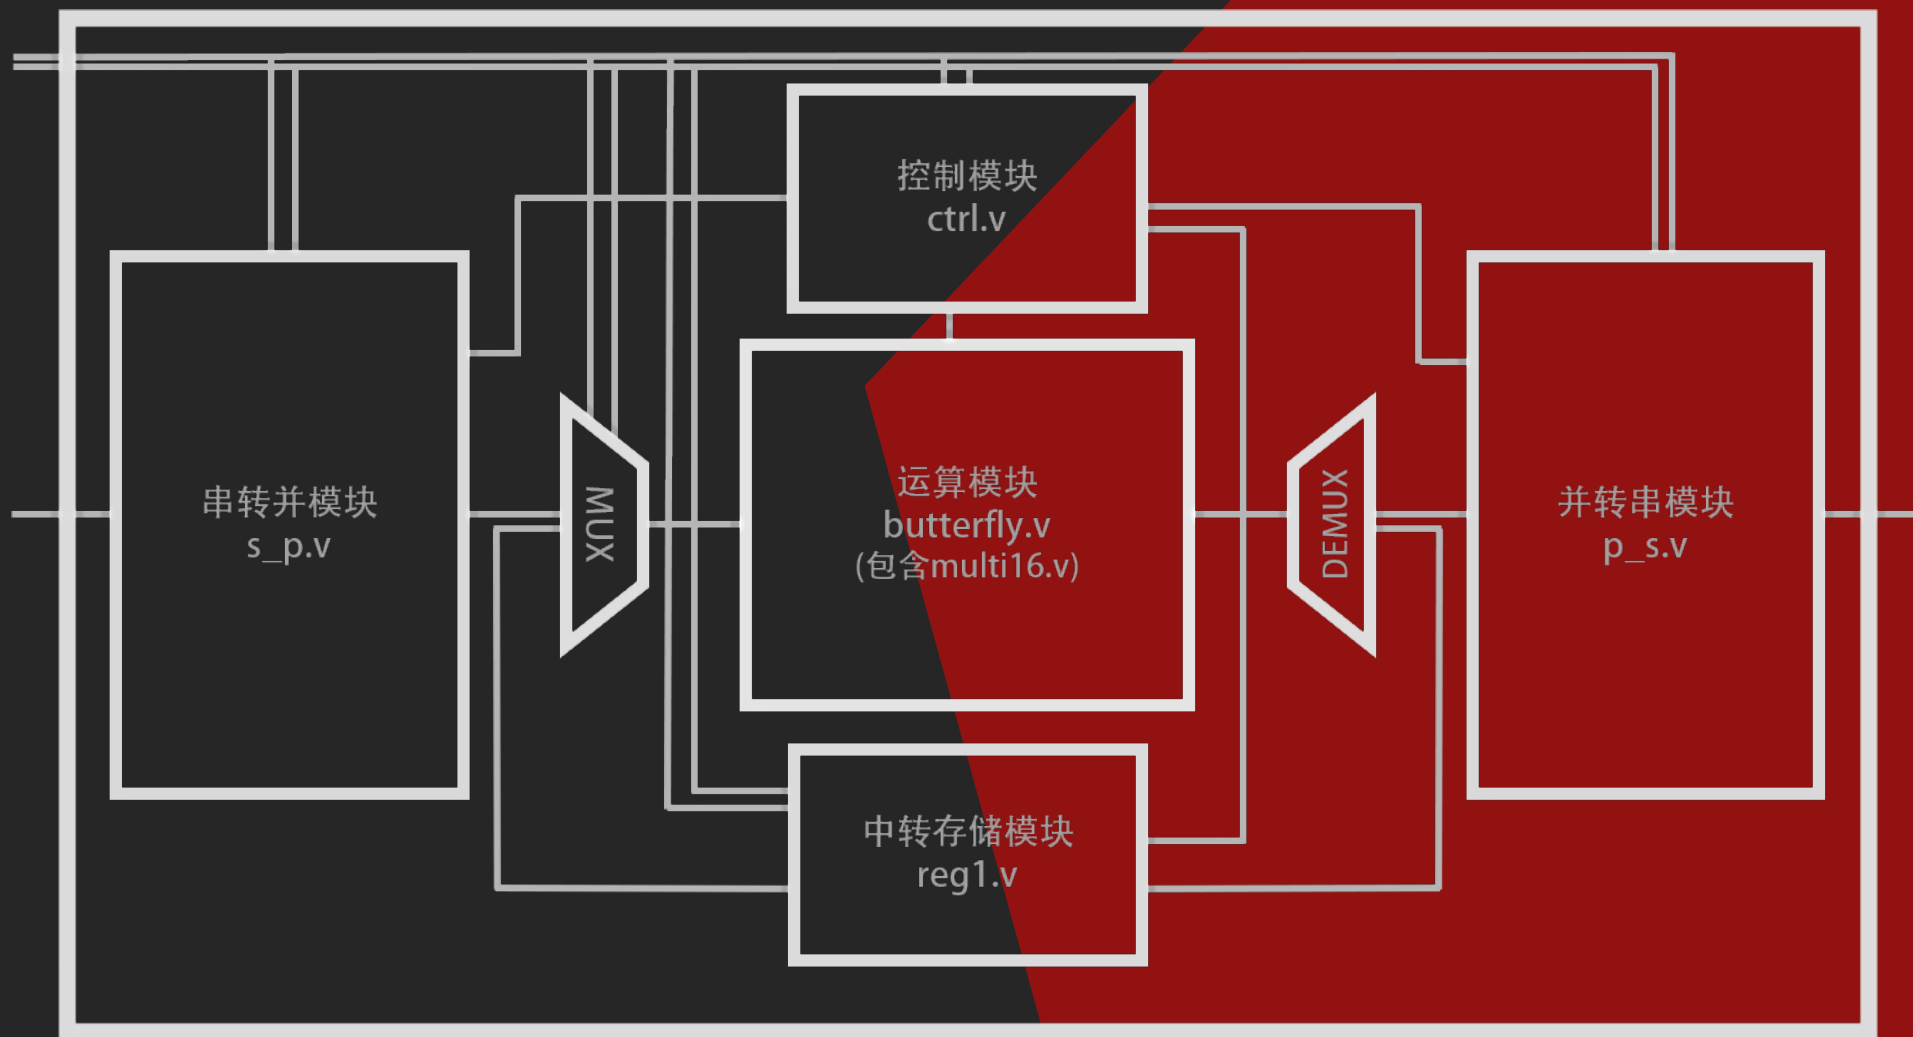 控制模块
ctrl.v
串转并模块
s_p.v
MUX
运算模块
butterfly.v
(包含multi16.v)
DEMUX
并转串模块
p_s.v
中转存储模块
reg1.v